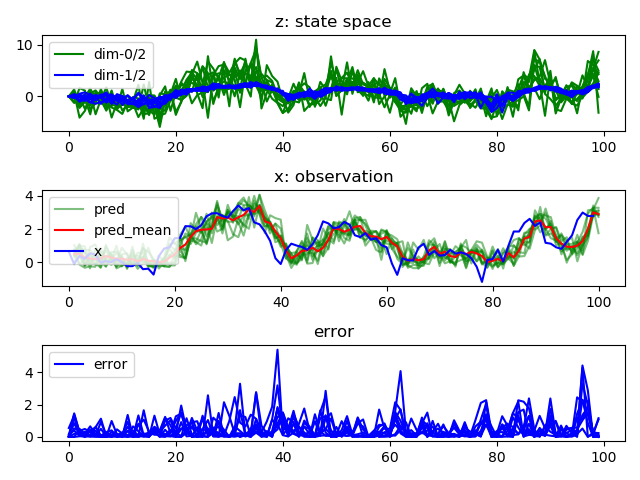 z: state space
10
0
dim-0/2
dim-1/2
0 20 40 60 80 100
x: observation
4
2
0
pred
pred_mean
x
0 20 40 60 80 100
error
4
2
0
error
0 20 40 60 80 100